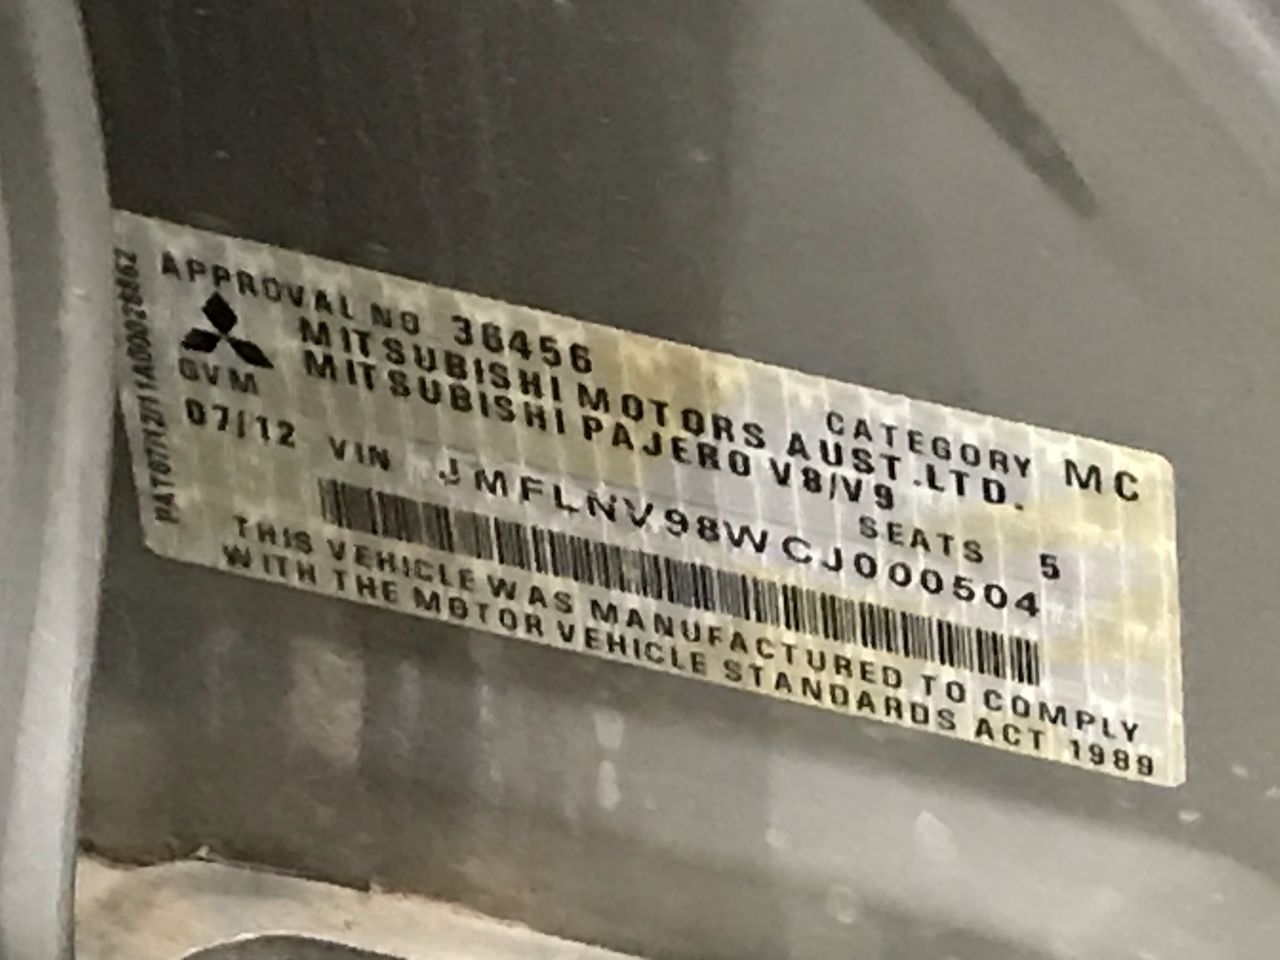 APPROVAL NO 36456 CATEGORY MC
MITSUBISHI MOTORS AUST.LTD.
MITSUBISHI PAJERO V8/V9
GVM SEATS 5
07/12 VIN JMFLNV98WCJ000504
THIS VEHICLE WAS MANUFACTURED TO COMPLY
WITH THE MOTOR VEHICLE STANDARDS ACT 1989